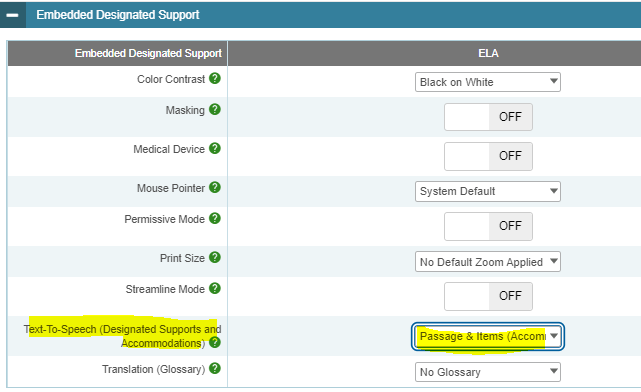 Embedded Designated Support
Embedded Designated Support ELA
Color Contrast ? Black on White
Masking ? OFF
Medical Device ? OFF
Mouse Pointer ? System Default
Permissive Mode ? OFF
Print Size ? No Default Zoom Applied
Streamline Mode ? OFF
Text-To-Speech (Designated Supports and
Accommodations) ? Passage & Items (Accom
Translation (Glossary) ? No Glossary